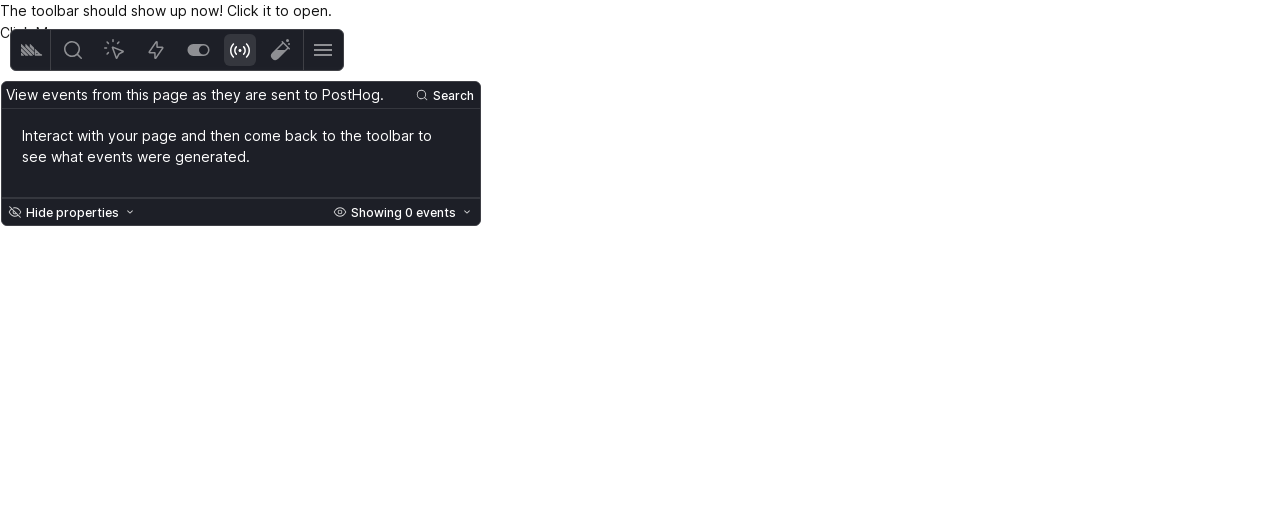 The toolbar should show up now! Click it to open.
View events from this page as they are sent to PostHog.
Search
Interact with your page and then come back to the toolbar to
see what events were generated.
Hide properties
Showing 0 events